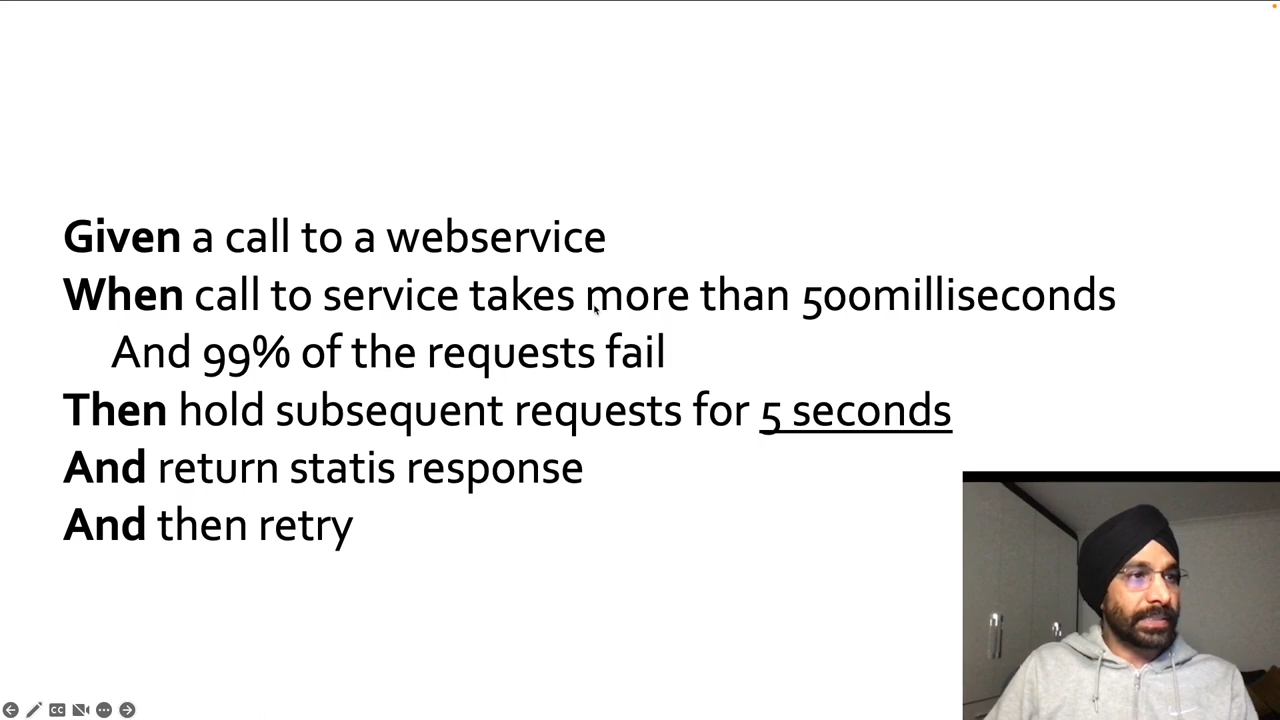 Given a call to a webservice
When call to service takes more than 500milliseconds
And 99% of the requests fail
Then hold subsequent requests for 5 seconds
And return statis response
And then retry
CC